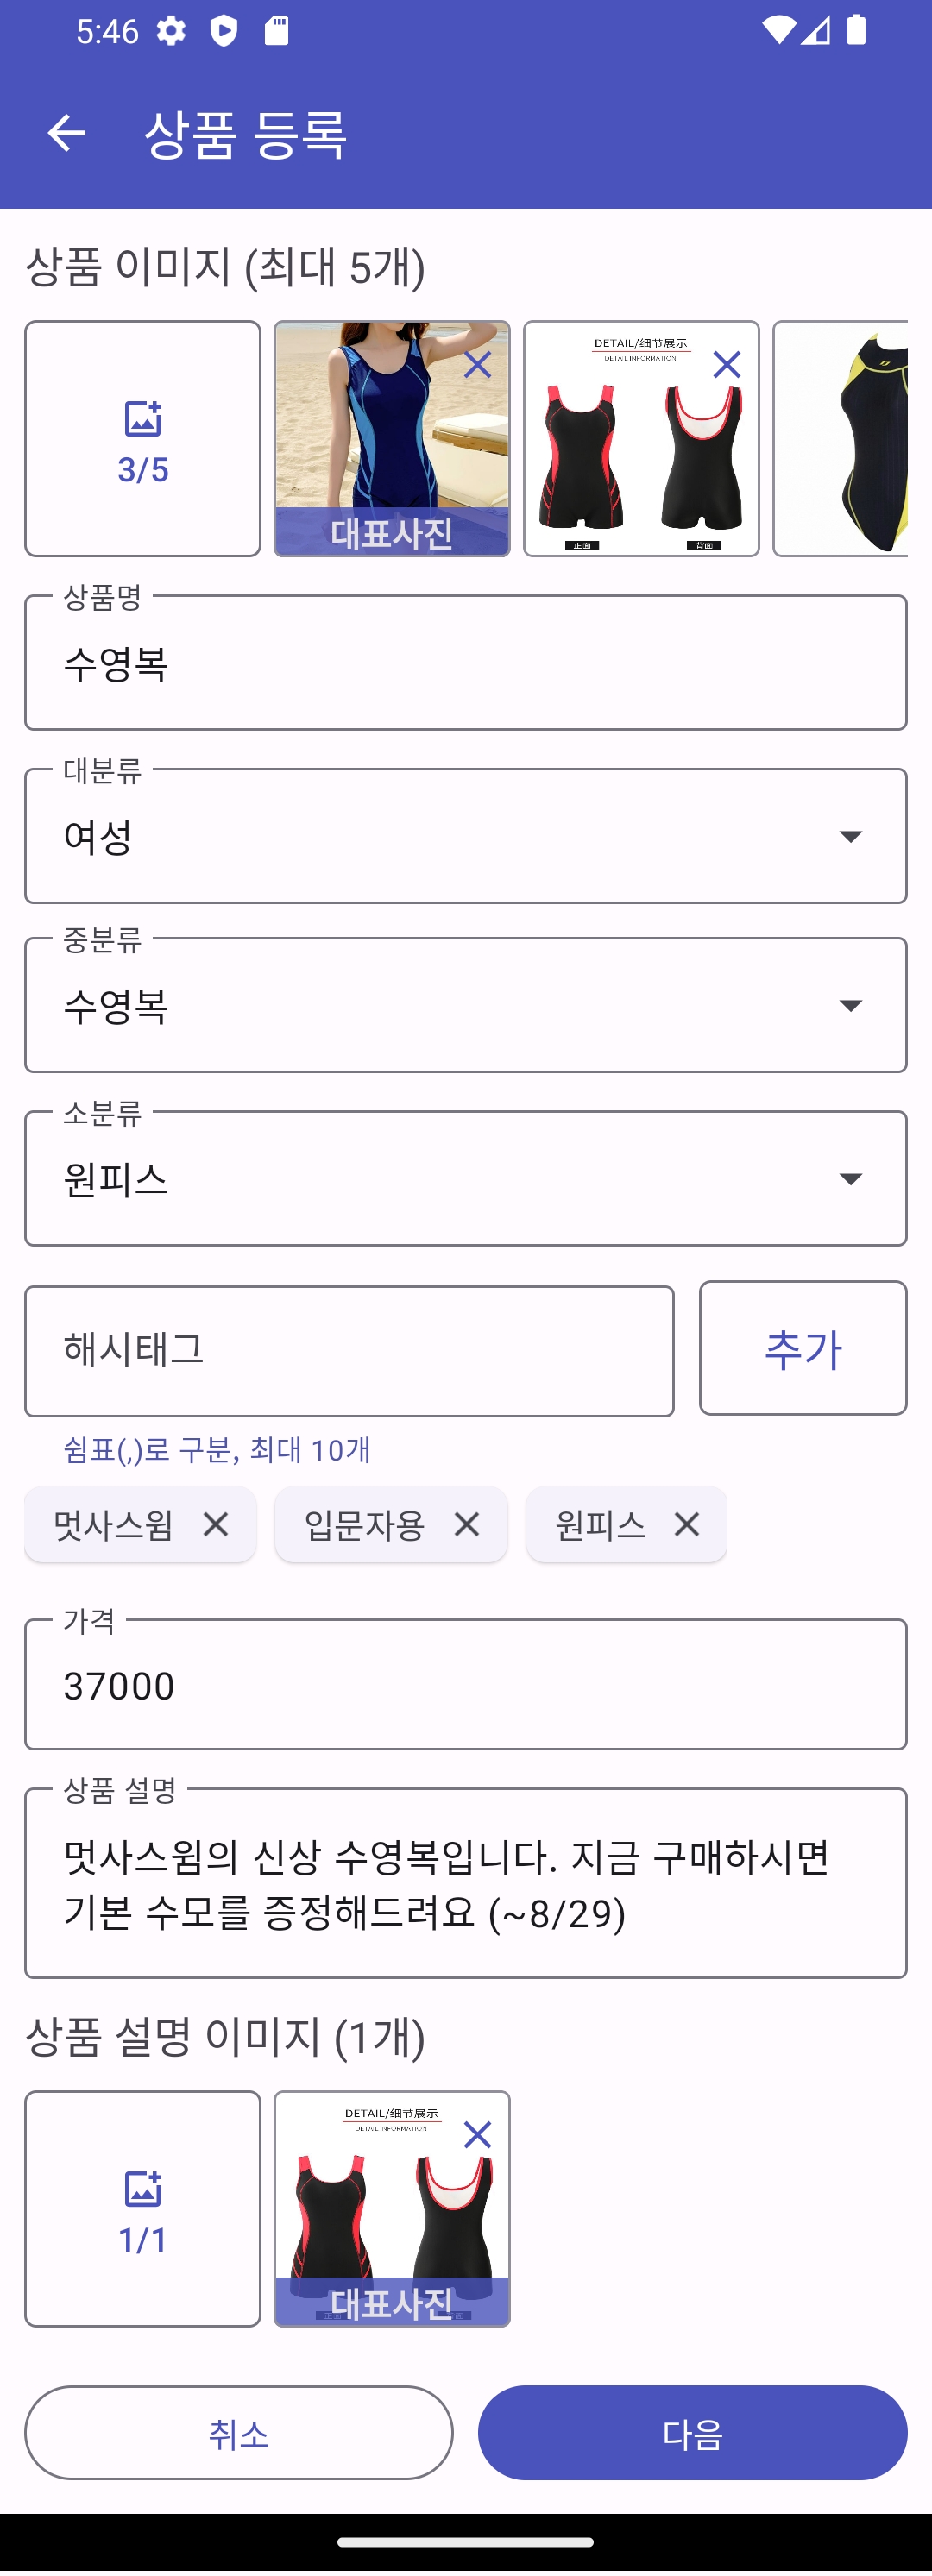 5:46
상품 등록
상품 이미지 (최대 5개)
3/5
대표사진
DETAIL/细节展示
DETAIL INFORMATION
正面
背面
상품명
수영복
대분류
여성
중분류
수영복
소분류
원피스
해시태그
추가
쉼표(,)로 구분, 최대 10개
멋사스윔
입문자용
원피스
가격
37000
상품 설명
멋사스윔의 신상 수영복입니다. 지금 구매하시면
기본 수모를 증정해드려요 (~8/29)
상품 설명 이미지 (1개)
1/1
DETAIL/细节展示
DETAIL INFORMATION
대표사진
취소
다음